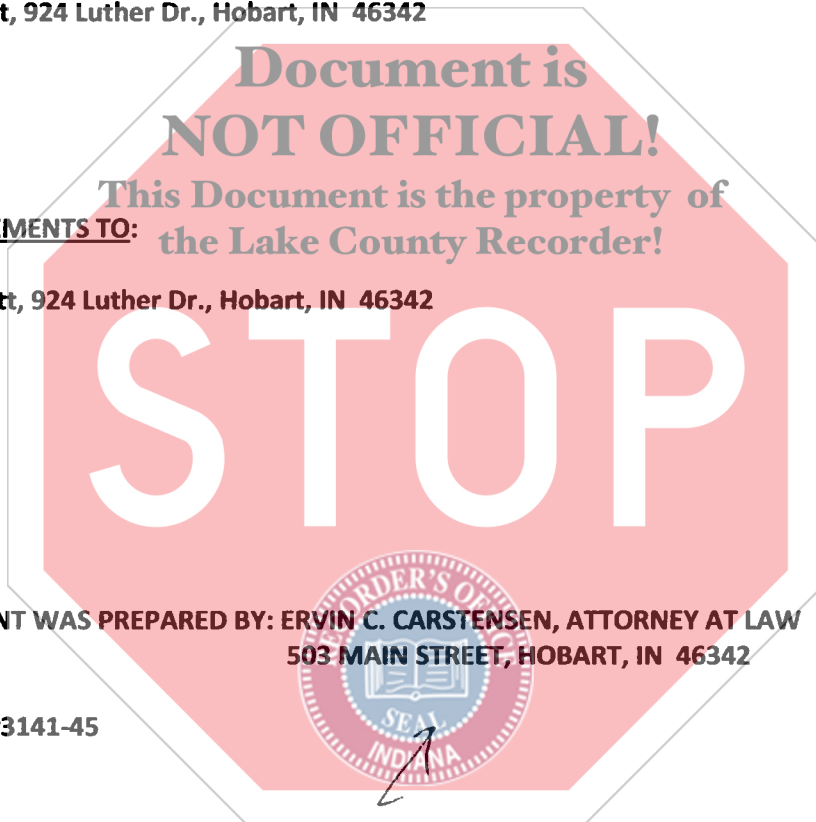 t, 924 Luther Dr., Hobart, IN 46342
Document is
NOT OFFICIAL!
This Document is the property of
EMENTS TO:
the Lake County Recorder!
tt, 924 Luther Dr., Hobart, IN 46342
STOP
RECORDER'S OFFICE
NT WAS PREPARED BY: ERVIN C. CARSTENSEN, ATTORNEY AT LAW
503 MAIN STREET, HOBART, IN 46342
SEAL
3141-45
INDIANA